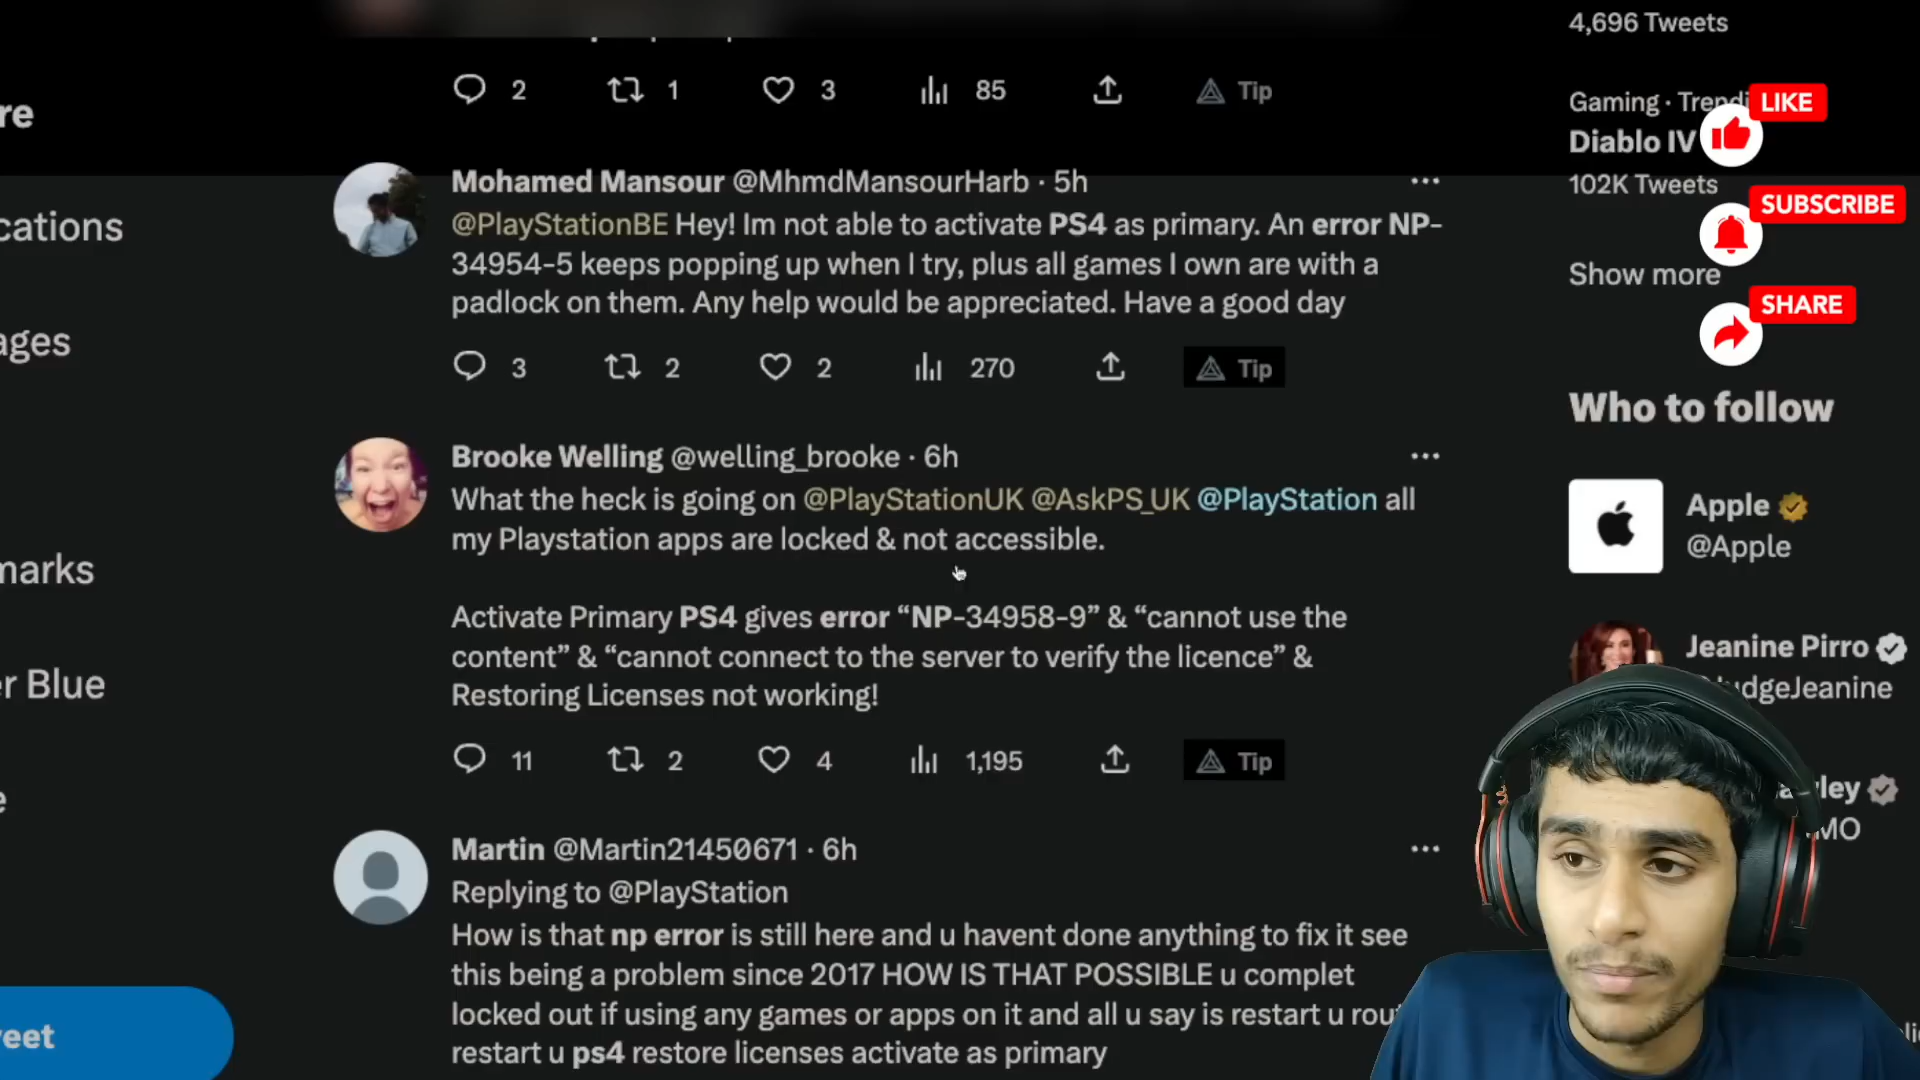 4,696 Tweets
2 1 3 85 Tip
Gaming · Trendi
LIKE
re
Diablo IV
102K Tweets
Mohamed Mansour @MhmdMansourHarb · 5h
SUBSCRIBE
@PlayStationBE Hey! Im not able to activate PS4 as primary. An error NP-
34954-5 keeps popping up when I try, plus all games I own are with a
padlock on them. Any help would be appreciated. Have a good day
cations
Show more
SHARE
ages
3 2 2 270 Tip
Who to follow
Brooke Welling @welling_brooke · 6h
What the heck is going on @PlayStationUK @AskPS_UK @PlayStation all
my Playstation apps are locked & not accessible.
Apple
@Apple
marks
Activate Primary PS4 gives error “NP-34958-9” & “cannot use the
content” & “cannot connect to the server to verify the licence” &
Restoring Licenses not working!
Jeanine Pirro
udgeJeanine
r Blue
11 2 4 1,195 Tip
ley
MO
e
Martin @Martin21450671 · 6h
Replying to @PlayStation
How is that np error is still here and u havent done anything to fix it see
this being a problem since 2017 HOW IS THAT POSSIBLE u complet
locked out if using any games or apps on it and all u say is restart u rou
restart u ps4 restore licenses activate as primary
weet